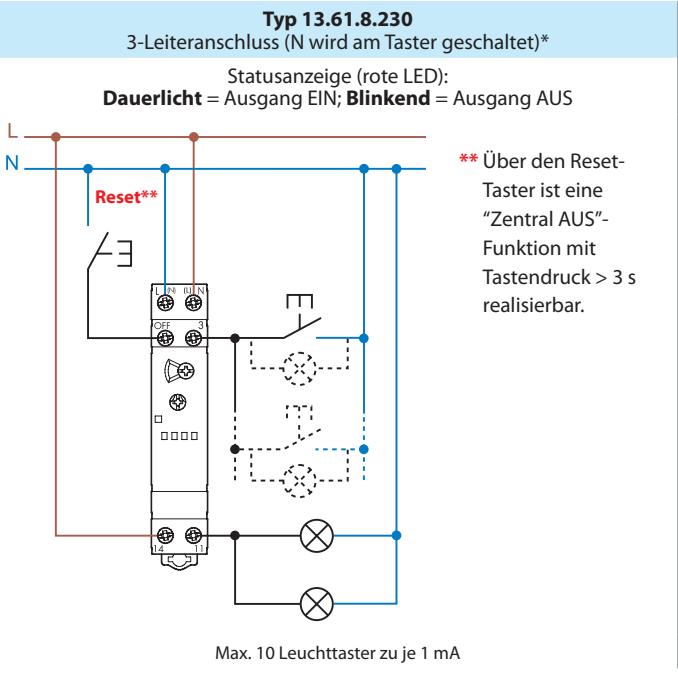 Typ 13.61.8.230
3-Leiteranschluss (N wird am Taster geschaltet)*
Statusanzeige (rote LED):
Dauerlicht = Ausgang EIN; Blinkend = Ausgang AUS
L
N
Reset**
** Über den Reset-
Taster ist eine
“Zentral AUS”-
Funktion mit
Tastendruck > 3 s
realisierbar.
L (N) (L) N
OFF 3
14 11
Max. 10 Leuchttaster zu je 1 mA